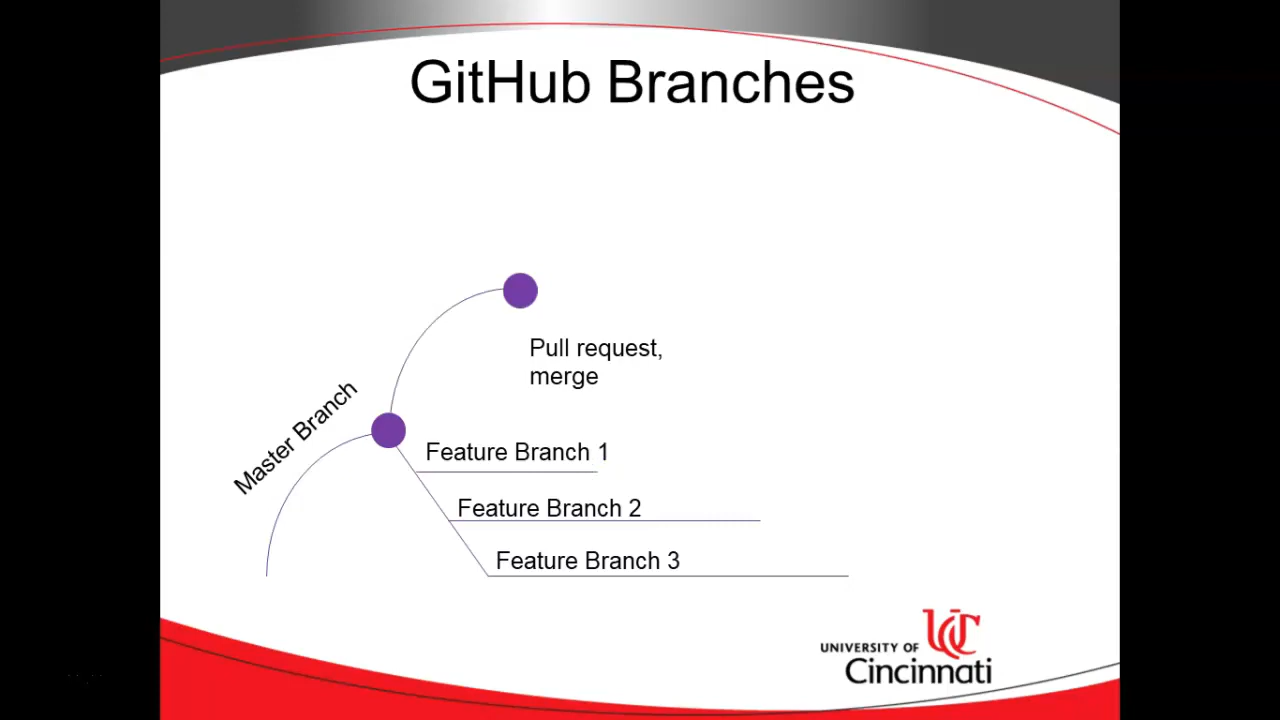 GitHub Branches
Pull request,
merge
Master Branch
Feature Branch 1
Feature Branch 2
Feature Branch 3
UNIVERSITY OF
Cincinnati
UC